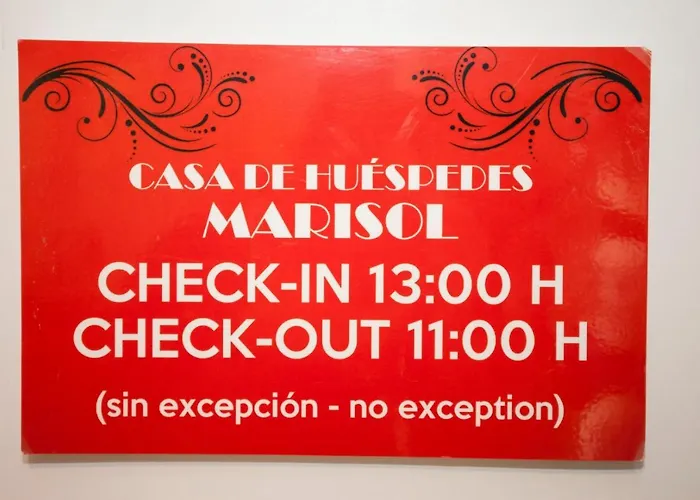 CASA DE HUÉSPEDES
MARISOL
CHECK-IN 13:00 H
CHECK-OUT 11:00 H
(sin excepción - no exception)